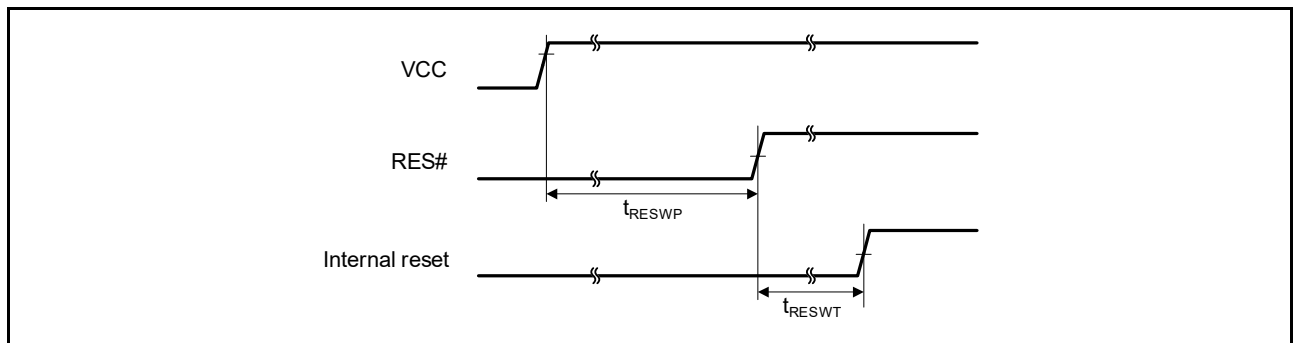 VCC
RES#
tRESWP
Internal reset
tRESWT